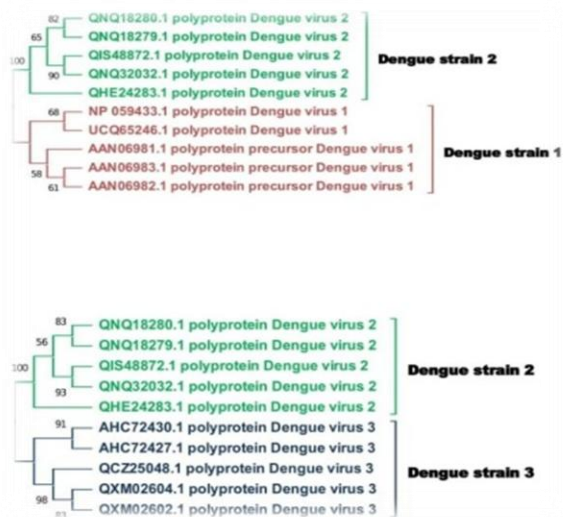 82 QNQ18280.1 polyprotein Dengue virus 2
65 QNQ18279.1 polyprotein Dengue virus 2
QIS48872.1 polyprotein Dengue virus 2
Dengue strain 2
100
90 QNQ32032.1 polyprotein Dengue virus 2
QHE24283.1 polyprotein Dengue virus 2
68 NP 059433.1 polyprotein Dengue virus 1
UCQ65246.1 polyprotein Dengue virus 1
AAN06981.1 polyprotein precursor Dengue virus 1
Dengue strain 1
58 AAN06983.1 polyprotein precursor Dengue virus 1
61 AAN06982.1 polyprotein precursor Dengue virus 1
83 QNQ18280.1 polyprotein Dengue virus 2
56 QNQ18279.1 polyprotein Dengue virus 2
QIS48872.1 polyprotein Dengue virus 2
Dengue strain 2
100
93 QNQ32032.1 polyprotein Dengue virus 2
QHE24283.1 polyprotein Dengue virus 2
91 AHC72430.1 polyprotein Dengue virus 3
AHC72427.1 polyprotein Dengue virus 3
QCZ25048.1 polyprotein Dengue virus 3
Dengue strain 3
98 QXM02604.1 polyprotein Dengue virus 3
QXM02602.1 polyprotein Dengue virus 3